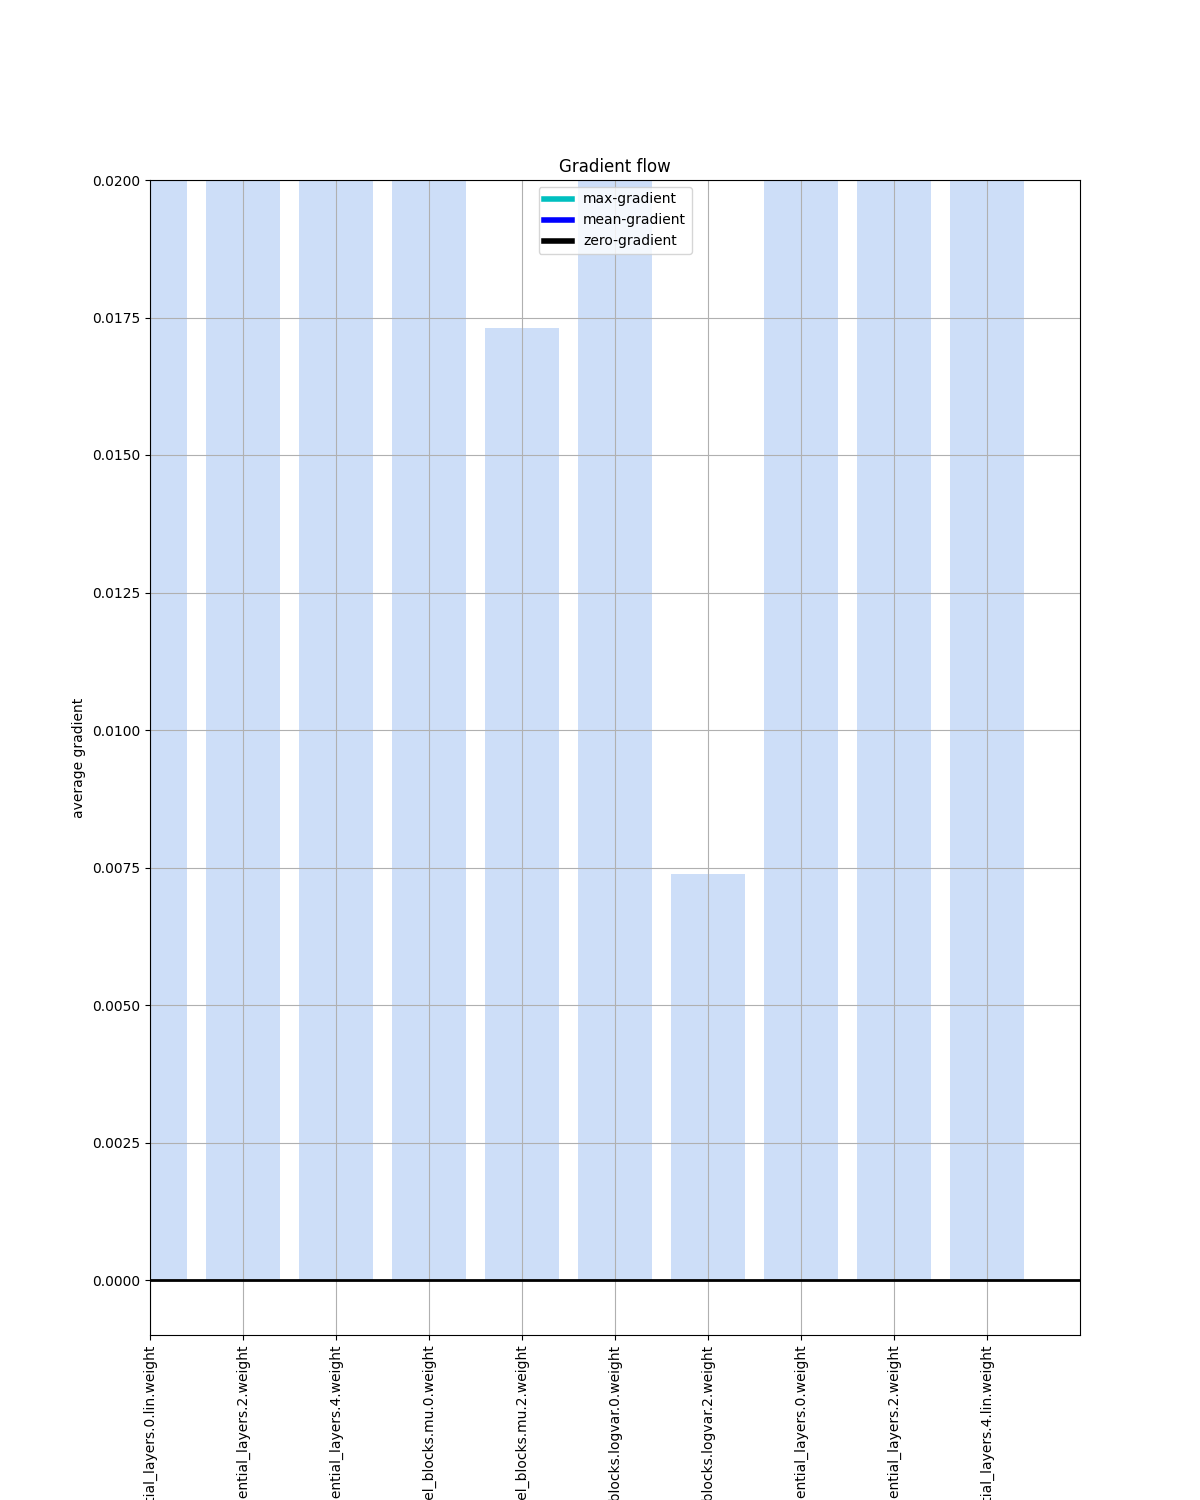 Gradient flow
max-gradient
mean-gradient
zero-gradient
0.0200
0.0175
0.0150
0.0125
0.0100
0.0075
0.0050
0.0025
0.0000
average gradient
tial_layers.0.lin.weight
ential_layers.2.weight
ential_layers.4.weight
el_blocks.mu.0.weight
el_blocks.mu.2.weight
blocks.logvar.0.weight
blocks.logvar.2.weight
ential_layers.0.weight
ential_layers.2.weight
tial_layers.4.lin.weight